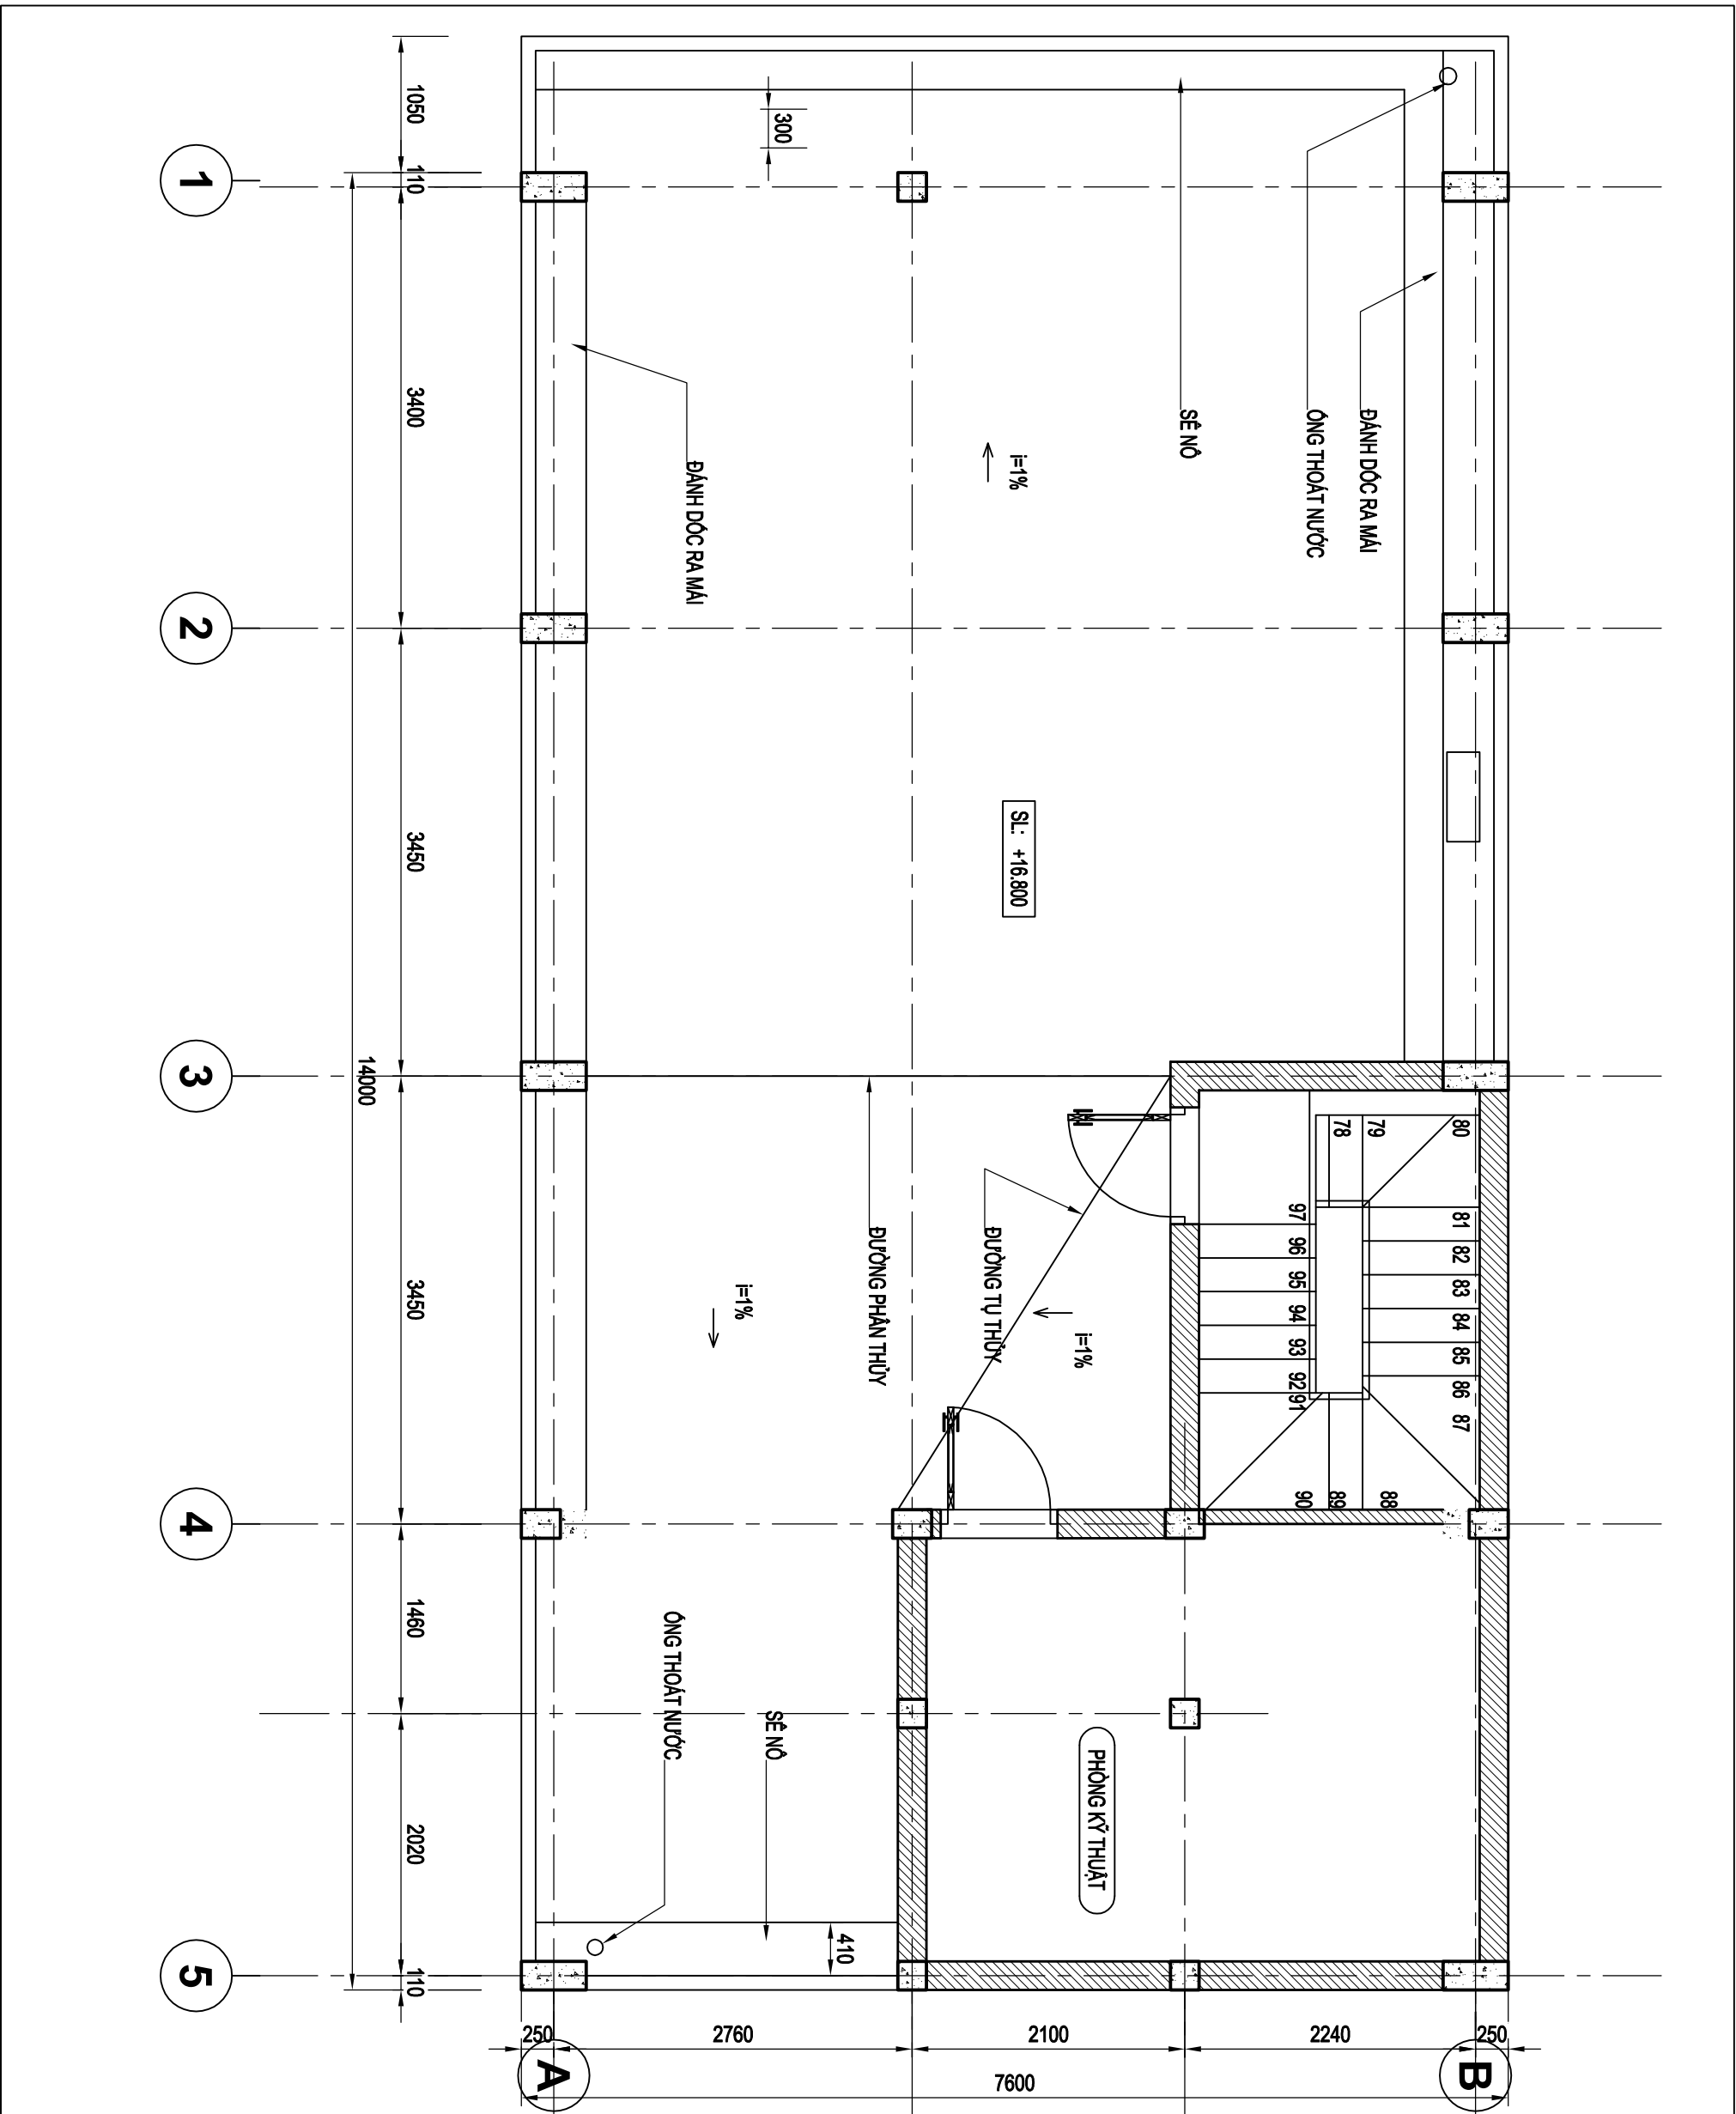 1050
110
3400
3450
3450
1460
2020
110
14000
1
2
3
4
5
300
SÊ NÔ
ỐNG THOÁT NƯỚC
ĐÁNH DỐC RA MÁI
ĐÁNH DỐC RA MÁI
i=1%
SL: +16.800
ĐƯỜNG PHÂN THỦY
ĐƯỜNG TỤ THỦY
i=1%
i=1%
78
79
80
81
82
83
84
85
86
87
88
89
90
91
92
93
94
95
96
97
ỐNG THOÁT NƯỚC
SÊ NÔ
PHÒNG KỸ THUẬT
410
250
2760
2100
2240
250
7600
A
B